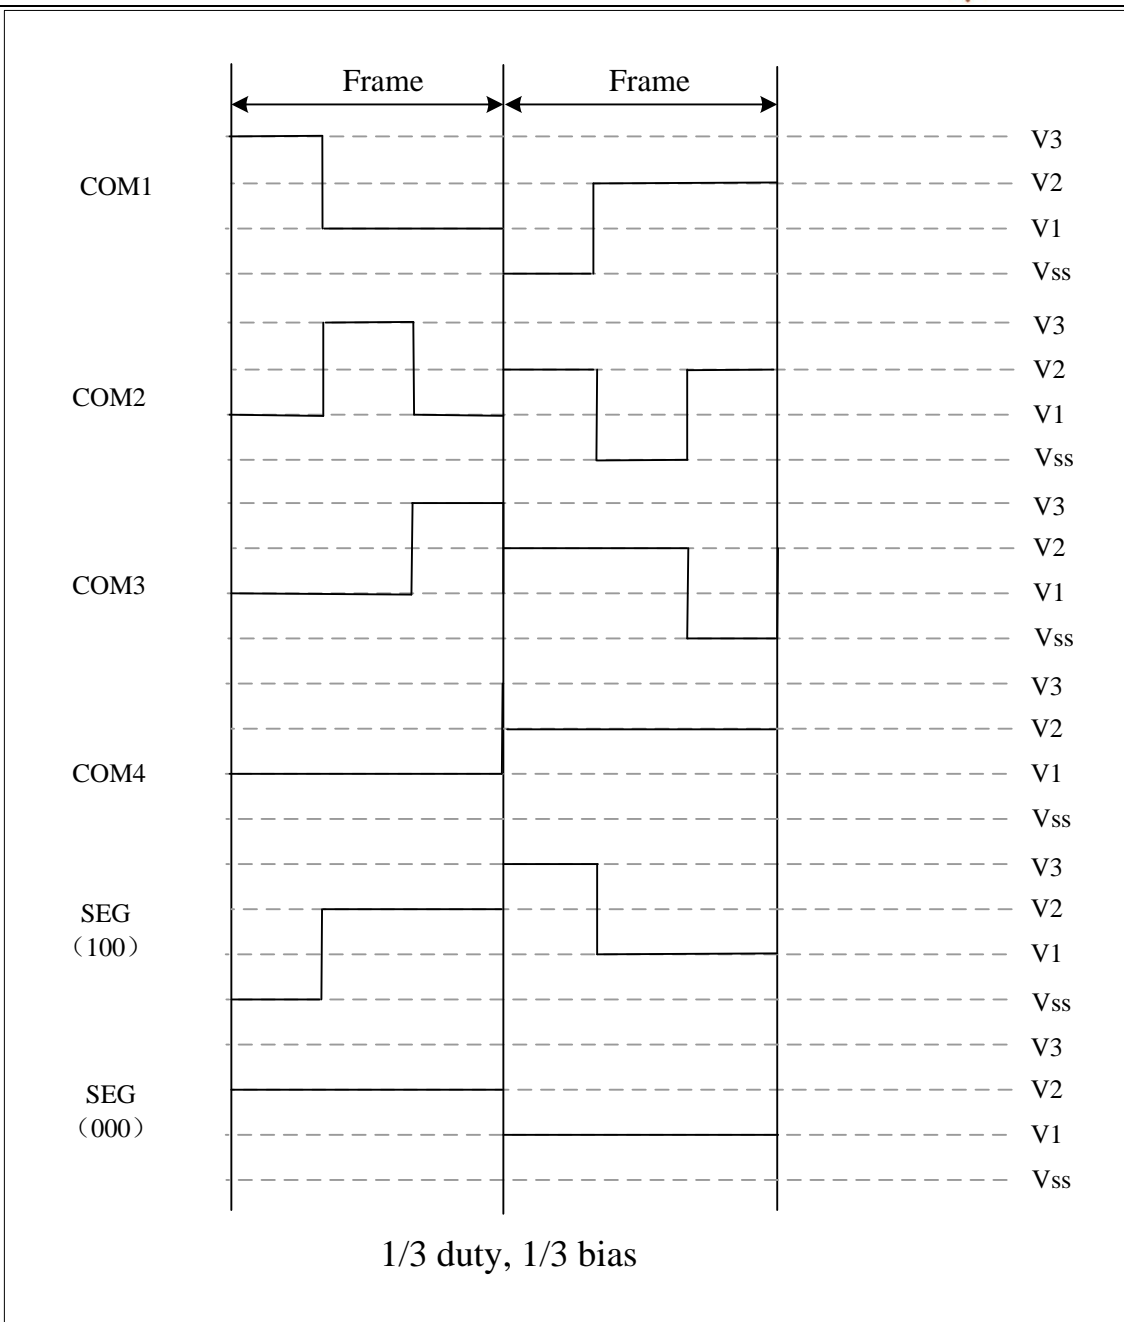 Frame Frame
V3
COM1 V2
V1
Vss
V3
V2
COM2
V1
Vss
V3
V2
COM3 V1
Vss
V3
V2
COM4 V1
Vss
V3
SEG V2
（100） V1
Vss
V3
SEG V2
（000） V1
Vss
1/3 duty, 1/3 bias